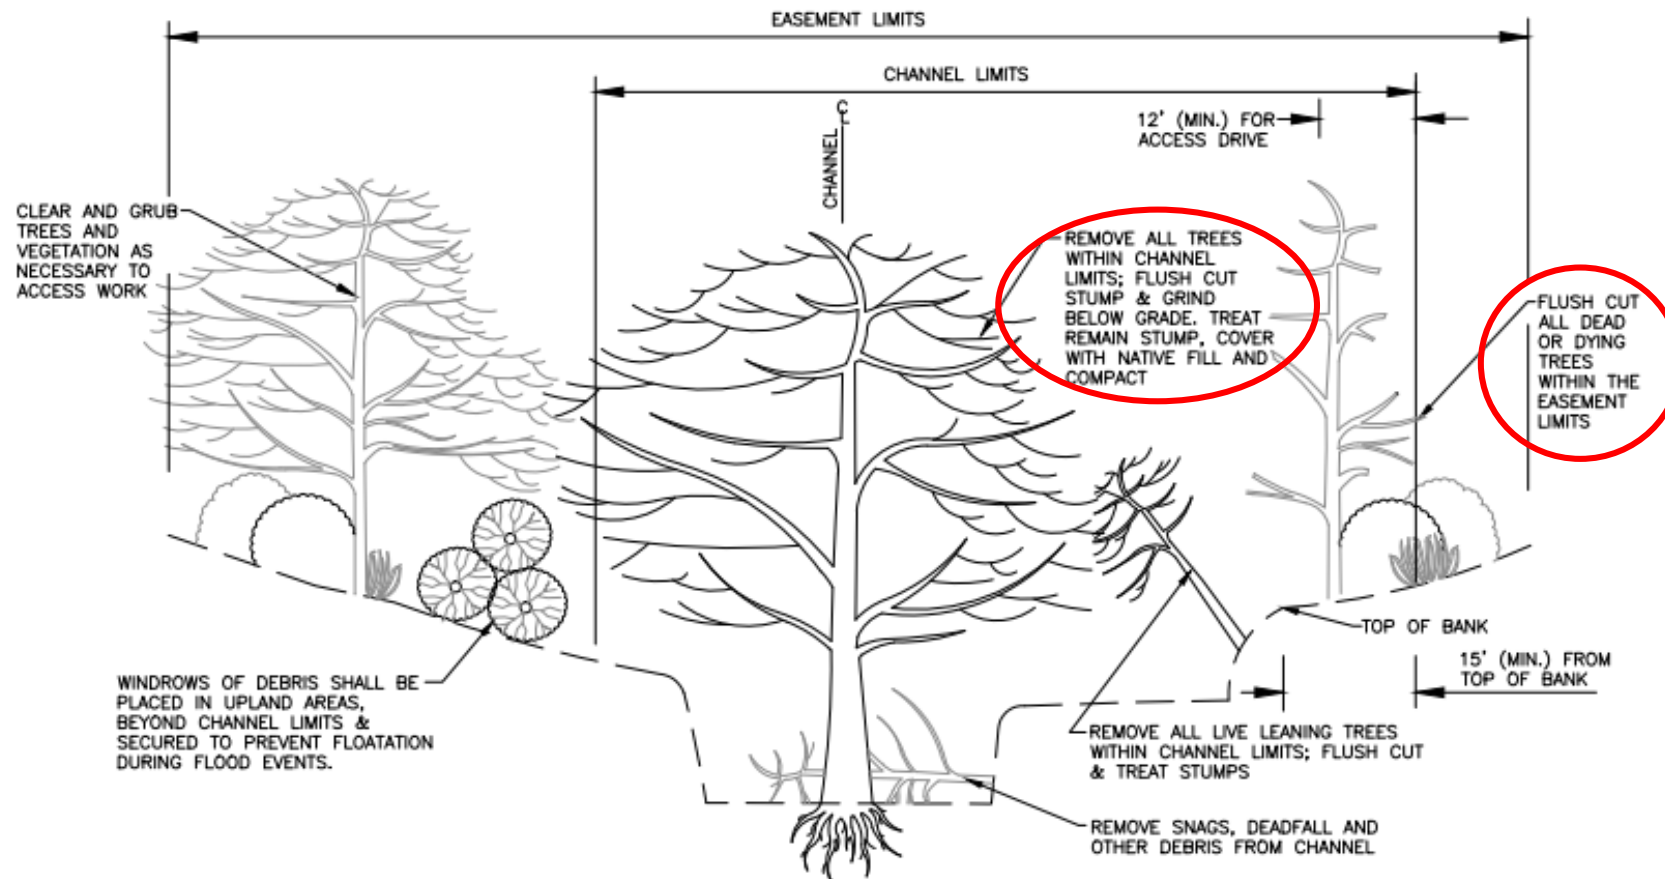 EASEMENT LIMITS
CHANNEL LIMITS
CHANNEL
℄
12' (MIN.) FOR
ACCESS DRIVE
CLEAR AND GRUB
TREES AND
VEGETATION AS
NECESSARY TO
ACCESS WORK
REMOVE ALL TREES
WITHIN CHANNEL
LIMITS; FLUSH CUT
STUMP & GRIND
BELOW GRADE. TREAT
REMAIN STUMP, COVER
WITH NATIVE FILL AND
COMPACT
FLUSH CUT
ALL DEAD
OR DYING
TREES
WITHIN THE
EASEMENT
LIMITS
TOP OF BANK
15' (MIN.) FROM
TOP OF BANK
WINDROWS OF DEBRIS SHALL BE
PLACED IN UPLAND AREAS,
BEYOND CHANNEL LIMITS &
SECURED TO PREVENT FLOATATION
DURING FLOOD EVENTS.
REMOVE ALL LIVE LEANING TREES
WITHIN CHANNEL LIMITS; FLUSH CUT
& TREAT STUMPS
REMOVE SNAGS, DEADFALL AND
OTHER DEBRIS FROM CHANNEL